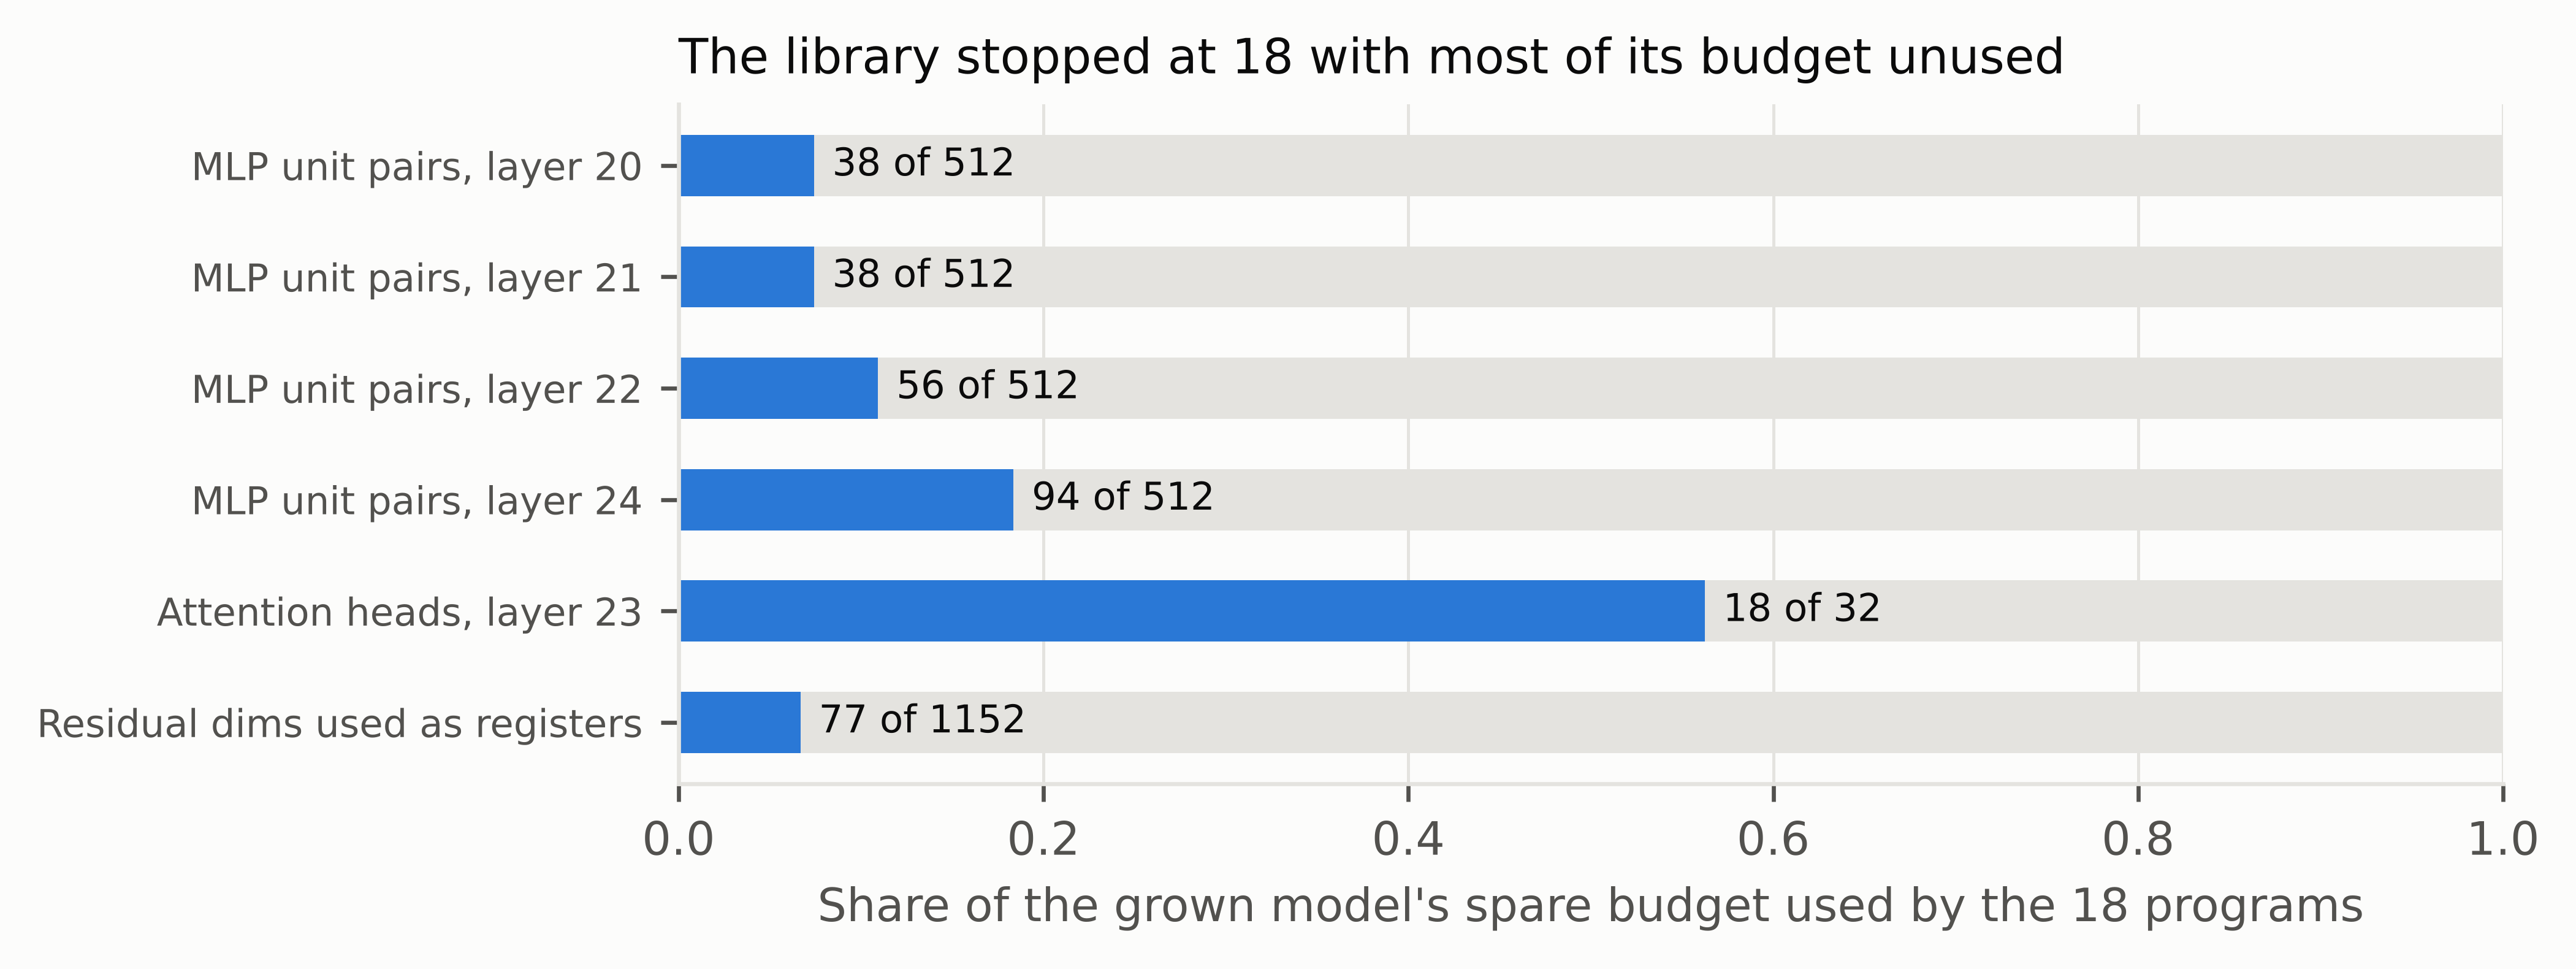 The library stopped at 18 with most of its budget unused
MLP unit pairs, layer 20
38 of 512
MLP unit pairs, layer 21
38 of 512
MLP unit pairs, layer 22
56 of 512
MLP unit pairs, layer 24
94 of 512
Attention heads, layer 23
18 of 32
Residual dims used as registers
77 of 1152
0.0 0.2 0.4 0.6 0.8 1.0
Share of the grown model's spare budget used by the 18 programs